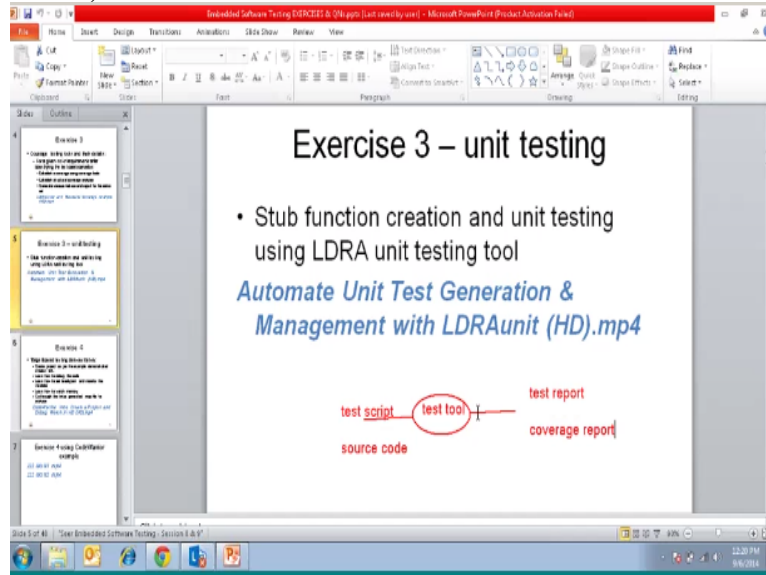 Embedded Software Testing EXERCISES & QNs.pptx [Last saved by user] - Microsoft PowerPoint (Product Activation Failed)
File Home Insert Design Transitions Animations Slide Show Review View
Cut
Copy
Format Painter
Paste
New
Slide
Layout
Reset
Section
Text Direction
Align Text
Convert to SmartArt
Arrange
Quick
Styles
Shape Fill
Shape Outline
Shape Effects
Find
Replace
Select
Clipboard Slides Font Paragraph Drawing Editing
Slides Outline
4
Exercise 3
5
Exercise 3 – unit testing
6
Exercise 4
7
Exercise 4 using CodeWarrior
example
Exercise 3 – unit testing
• Stub function creation and unit testing
using LDRA unit testing tool
Automate Unit Test Generation &
Management with LDRAunit (HD).mp4
test script
test tool
test report
source code
coverage report
Slide 5 of 48 "Seer Embedded Software Testing - Session 8 & 9"
60%
12:20 PM
9/6/2014